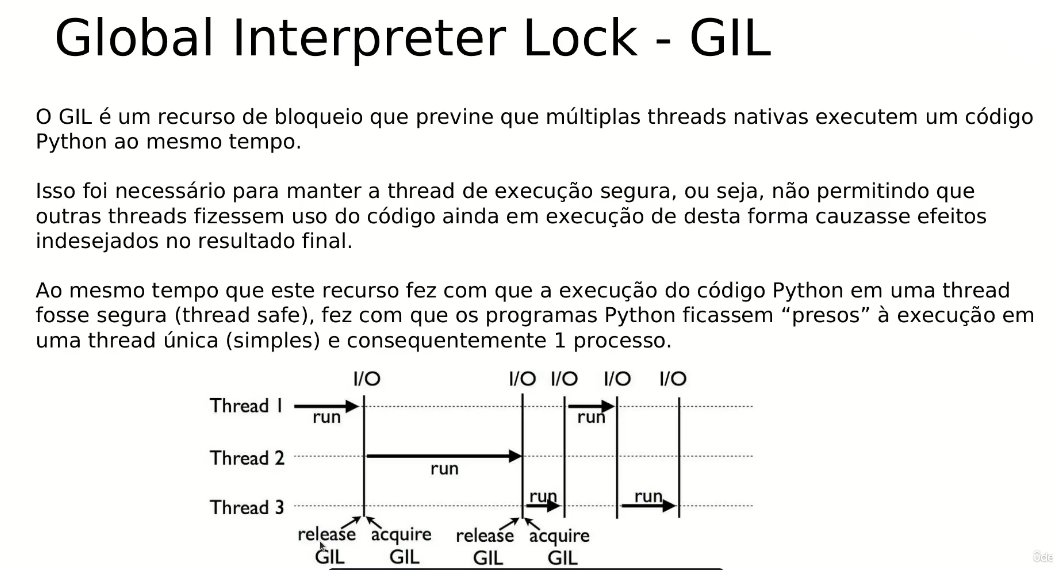 Global Interpreter Lock - GIL
O GIL é um recurso de bloqueio que previne que múltiplas threads nativas executem um código
Python ao mesmo tempo.
Isso foi necessário para manter a thread de execução segura, ou seja, não permitindo que
outras threads fizessem uso do código ainda em execução de desta forma cauzasse efeitos
indesejados no resultado final.
Ao mesmo tempo que este recurso fez com que a execução do código Python em uma thread
fosse segura (thread safe), fez com que os programas Python ficassem “presos” à execução em
uma thread única (simples) e consequentemente 1 processo.
I/O I/O I/O I/O I/O
Thread 1
run run
Thread 2
run
run run
Thread 3
release acquire release acquire
GIL GIL GIL GIL